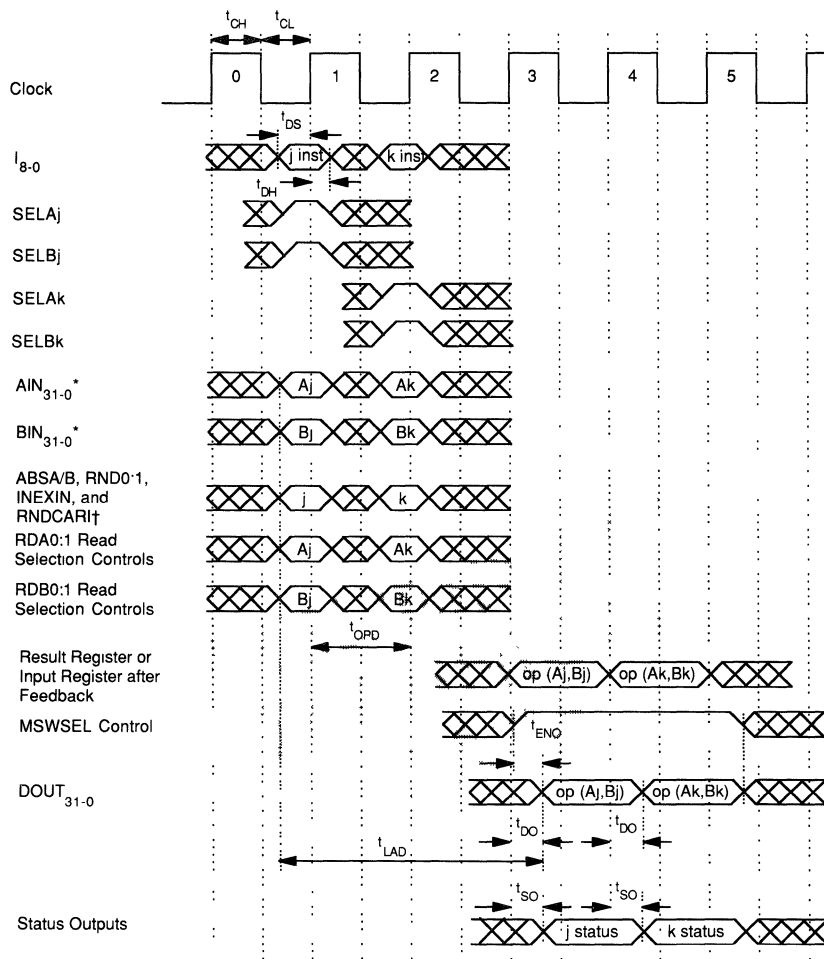 tCH tCL
Clock 0 1 2 3 4 5
tDS
I8-0 j inst k inst
tDH
SELAj
SELBj
SELAk
SELBk
AIN31-0* Aj Ak
BIN31-0* Bj Bk
ABSA/B, RND0·1,
INEXIN, and
RNDCARI† j k
RDA0:1 Read
Selection Controls Aj Ak
RDB0:1 Read
Selection Controls Bj Bk
tOPD
Result Register or
Input Register after
Feedback op (Aj,Bj) op (Ak,Bk)
MSWSEL Control
tENO
DOUT31-0 op (Aj,Bj) op (Ak,Bk)
tDO tDO
tLAD
tSO tSO
Status Outputs j status k status